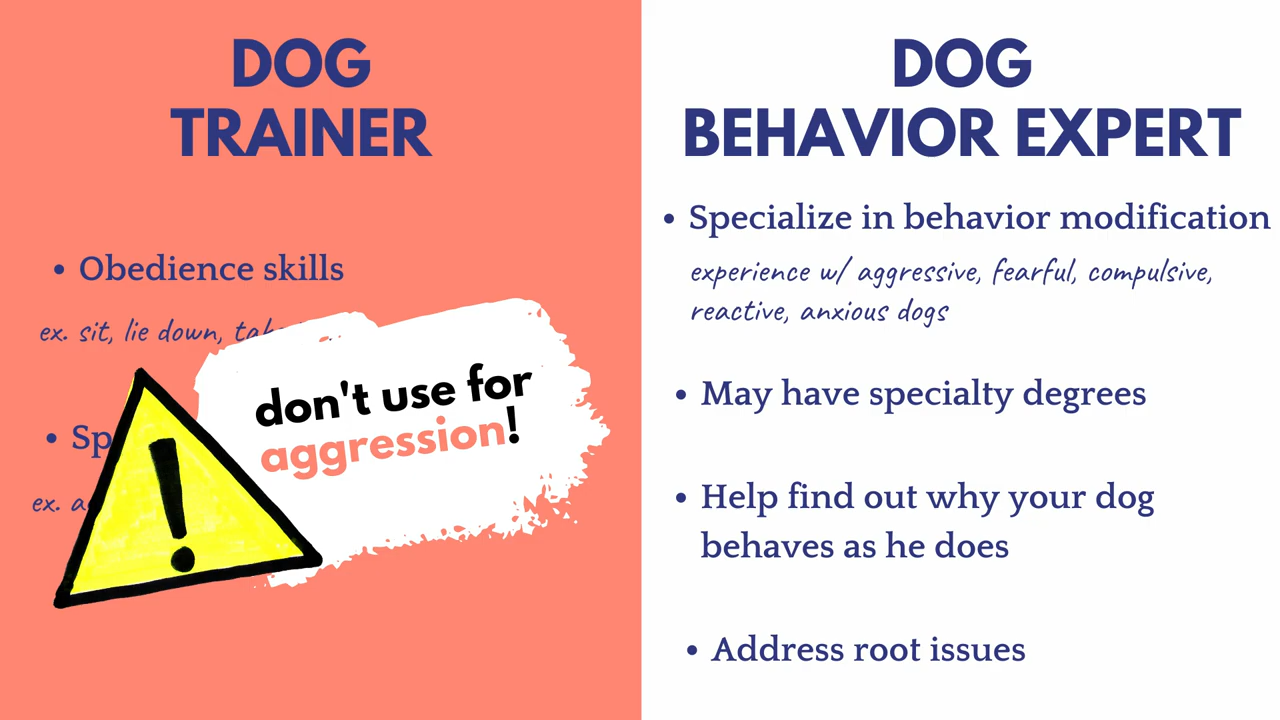 DOG
TRAINER
• Obedience skills
ex. sit, lie down,
don't use for
aggression!
DOG
BEHAVIOR EXPERT
• Specialize in behavior modification
experience w/ aggressive, fearful, compulsive,
reactive, anxious dogs
• May have specialty degrees
• Help find out why your dog
behaves as he does
• Address root issues